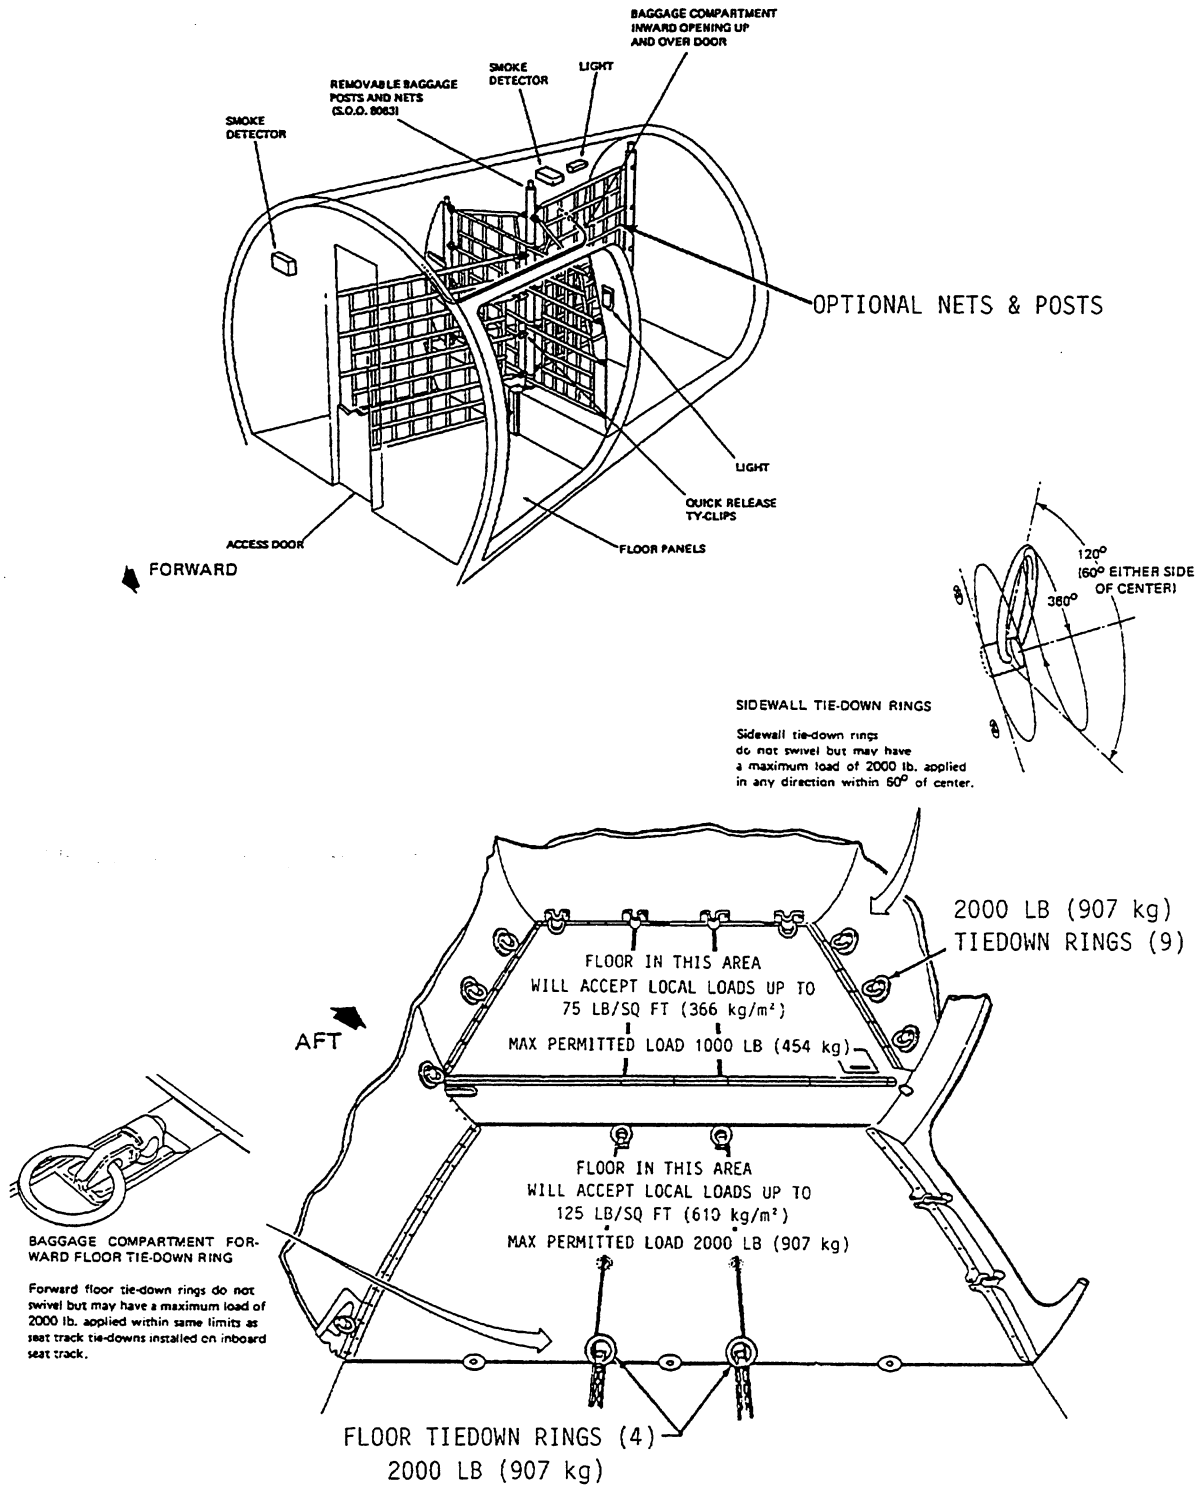 BAGGAGE COMPARTMENT
INWARD OPENING UP
AND OVER DOOR
SMOKE
DETECTOR
LIGHT
REMOVABLE BAGGAGE
POSTS AND NETS
(S.O.O. 8063)
SMOKE
DETECTOR
OPTIONAL NETS & POSTS
LIGHT
QUICK RELEASE
TY-CLIPS
FLOOR PANELS
ACCESS DOOR
FORWARD
120°
(60° EITHER SIDE
OF CENTER)
360°
SIDEWALL TIE-DOWN RINGS
Sidewall tie-down rings
do not swivel but may have
a maximum load of 2000 lb. applied
in any direction within 60° of center.
2000 LB (907 kg)
TIEDOWN RINGS (9)
FLOOR IN THIS AREA
WILL ACCEPT LOCAL LOADS UP TO
75 LB/SQ FT (366 kg/m²)
MAX PERMITTED LOAD 1000 LB (454 kg)
AFT
FLOOR IN THIS AREA
WILL ACCEPT LOCAL LOADS UP TO
125 LB/SQ FT (610 kg/m²)
MAX PERMITTED LOAD 2000 LB (907 kg)
BAGGAGE COMPARTMENT FOR-
WARD FLOOR TIE-DOWN RING
Forward floor tie-down rings do not
swivel but may have a maximum load of
2000 lb. applied within same limits as
seat track tie-downs installed on inboard
seat track.
FLOOR TIEDOWN RINGS (4)
2000 LB (907 kg)